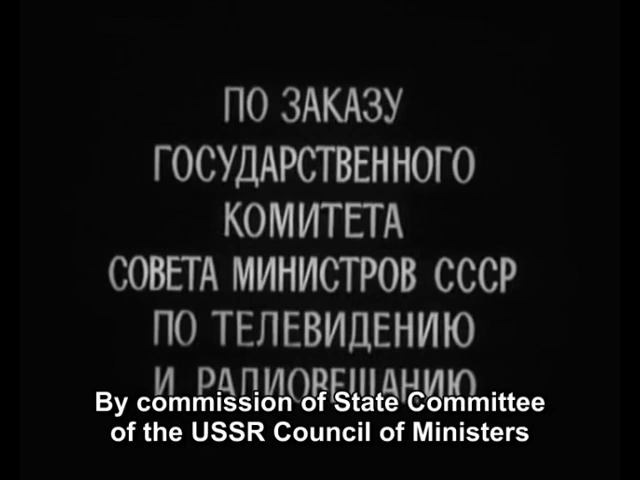 ПО ЗАКАЗУ
ГОСУДАРСТВЕННОГО
КОМИТЕТА
СОВЕТА МИНИСТРОВ СССР
ПО ТЕЛЕВИДЕНИЮ
И РАДИОВЕЩАНИЮ
By commission of State Committee
of the USSR Council of Ministers